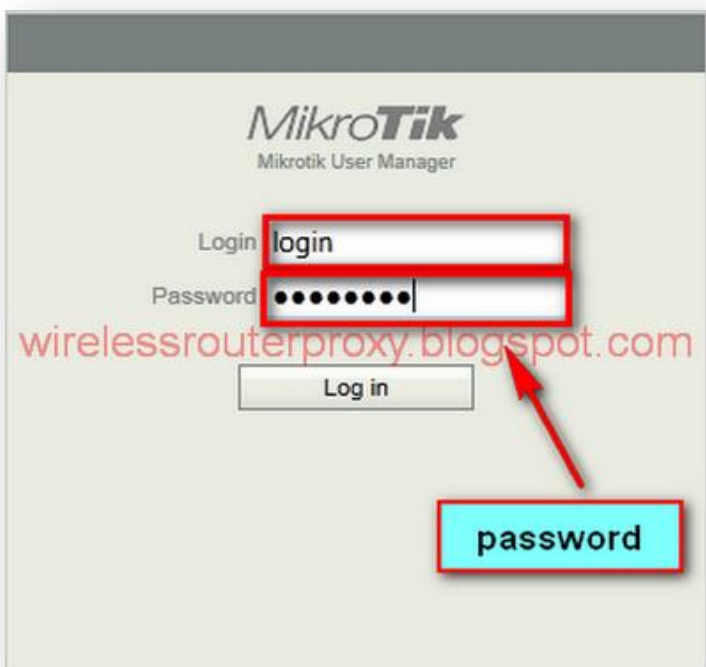 MikroTik
Mikrotik User Manager
Login login
Password ●●●●●●●●
wirelessrouterproxy.blogspot.com
Log in
password